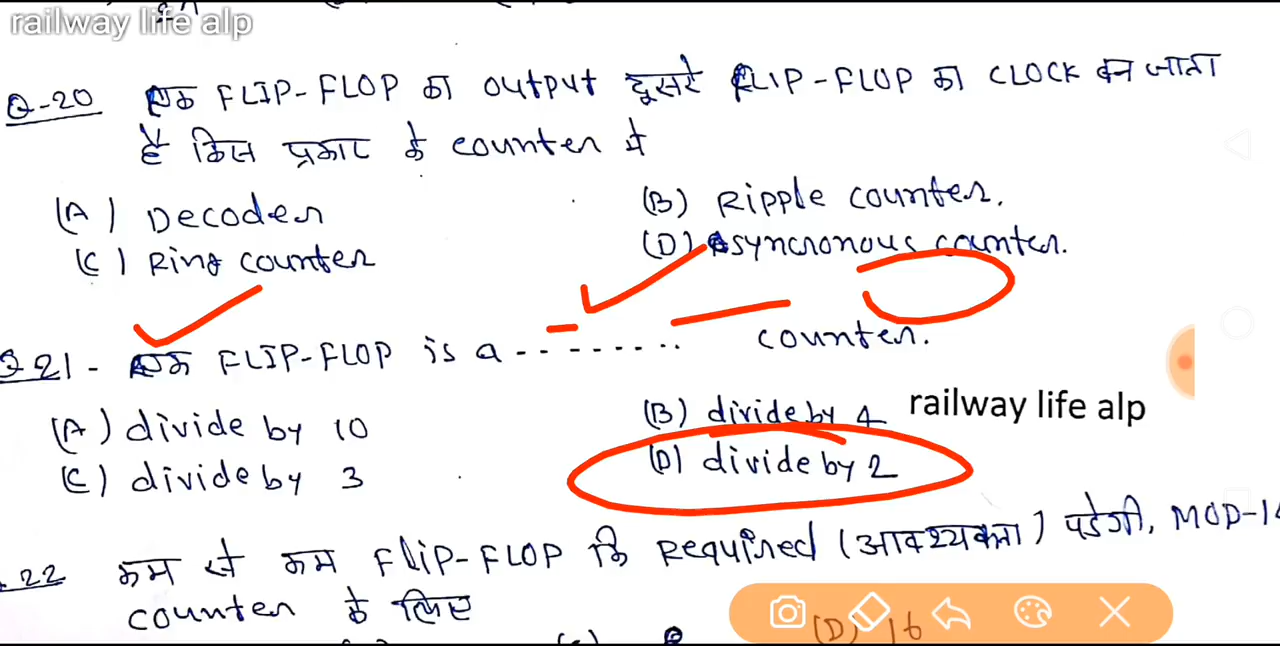 railway life alp
Q-20 एक FLIP-FLOP का output दूसरे FLIP-FLOP का CLOCK बन जाता
है किस प्रकार के counter में
(A) Decoder
(B) Ripple counter.
(C) Ring counter
(D) Asyncronous counter.
Q21- एक FLIP-FLOP is a ........ counter.
(A) divide by 10
(B) divide by 4
railway life alp
(C) divide by 3
(D) divide by 2
22 कम से कम FLIP-FLOP कि Required (आवश्यकता) पड़ेगी, MOD-16
counter के लिए
(D) 16